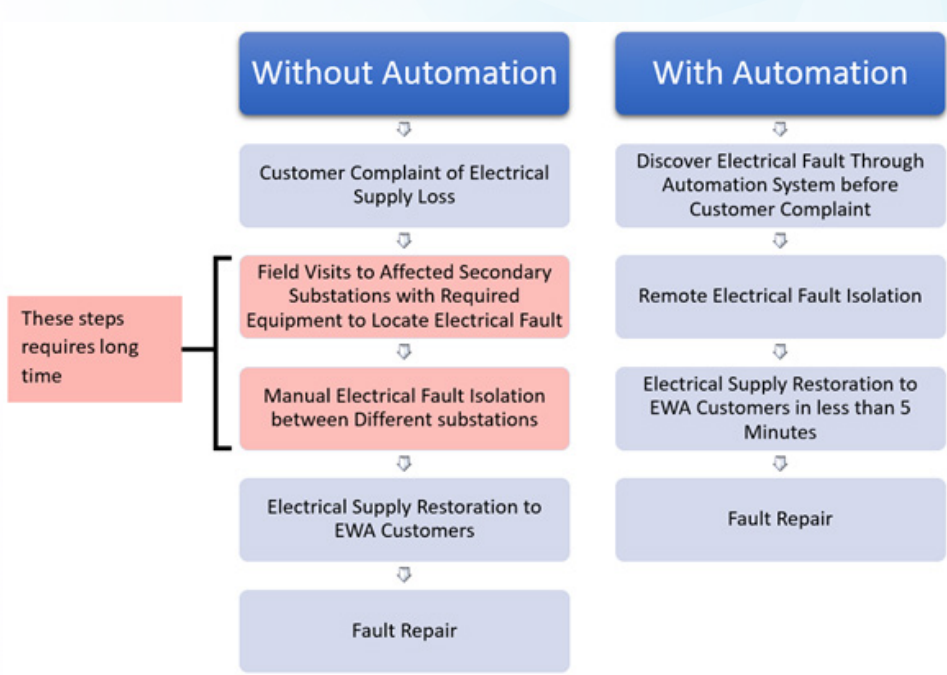 Without Automation
Customer Complaint of Electrical
Supply Loss
These steps
requires long
time
Field Visits to Affected Secondary
Substations with Required
Equipment to Locate Electrical Fault
Manual Electrical Fault Isolation
between Different substations
Electrical Supply Restoration to
EWA Customers
Fault Repair
With Automation
Discover Electrical Fault Through
Automation System before
Customer Complaint
Remote Electrical Fault Isolation
Electrical Supply Restoration to
EWA Customers in less than 5
Minutes
Fault Repair